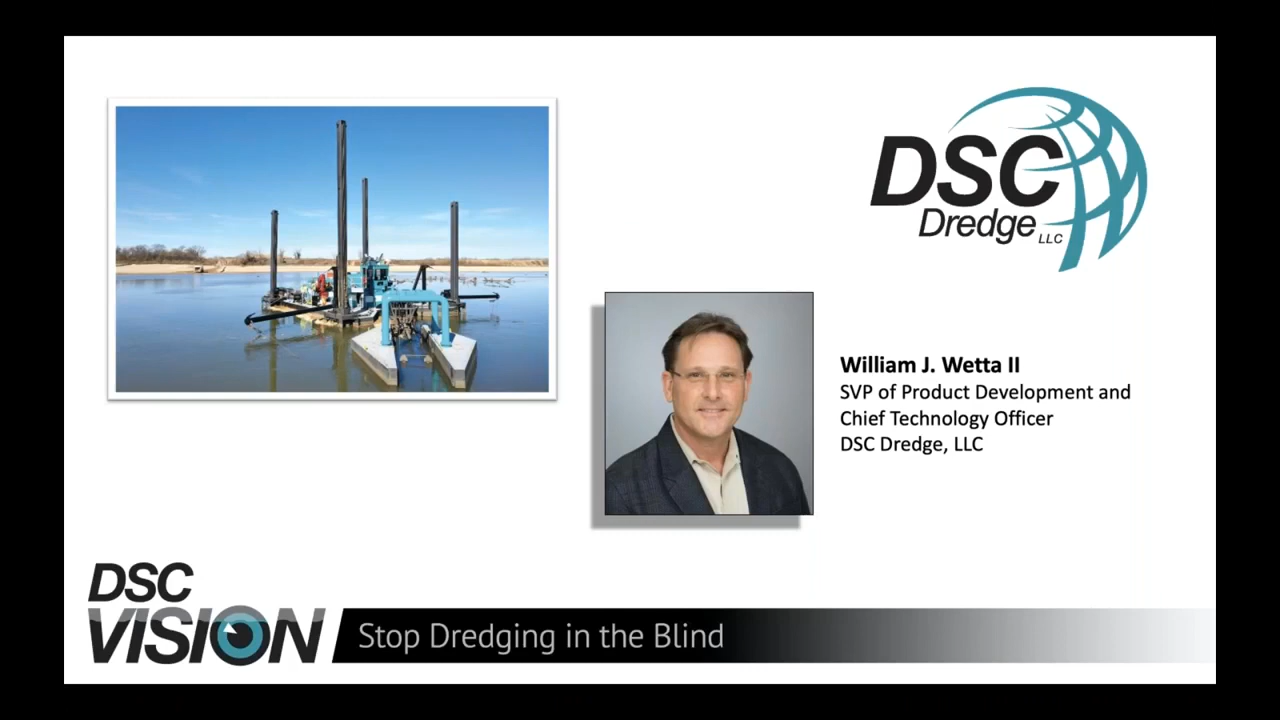 DSC
Dredge LLC
William J. Wetta II
SVP of Product Development and
Chief Technology Officer
DSC Dredge, LLC
DSC
VISION
Stop Dredging in the Blind